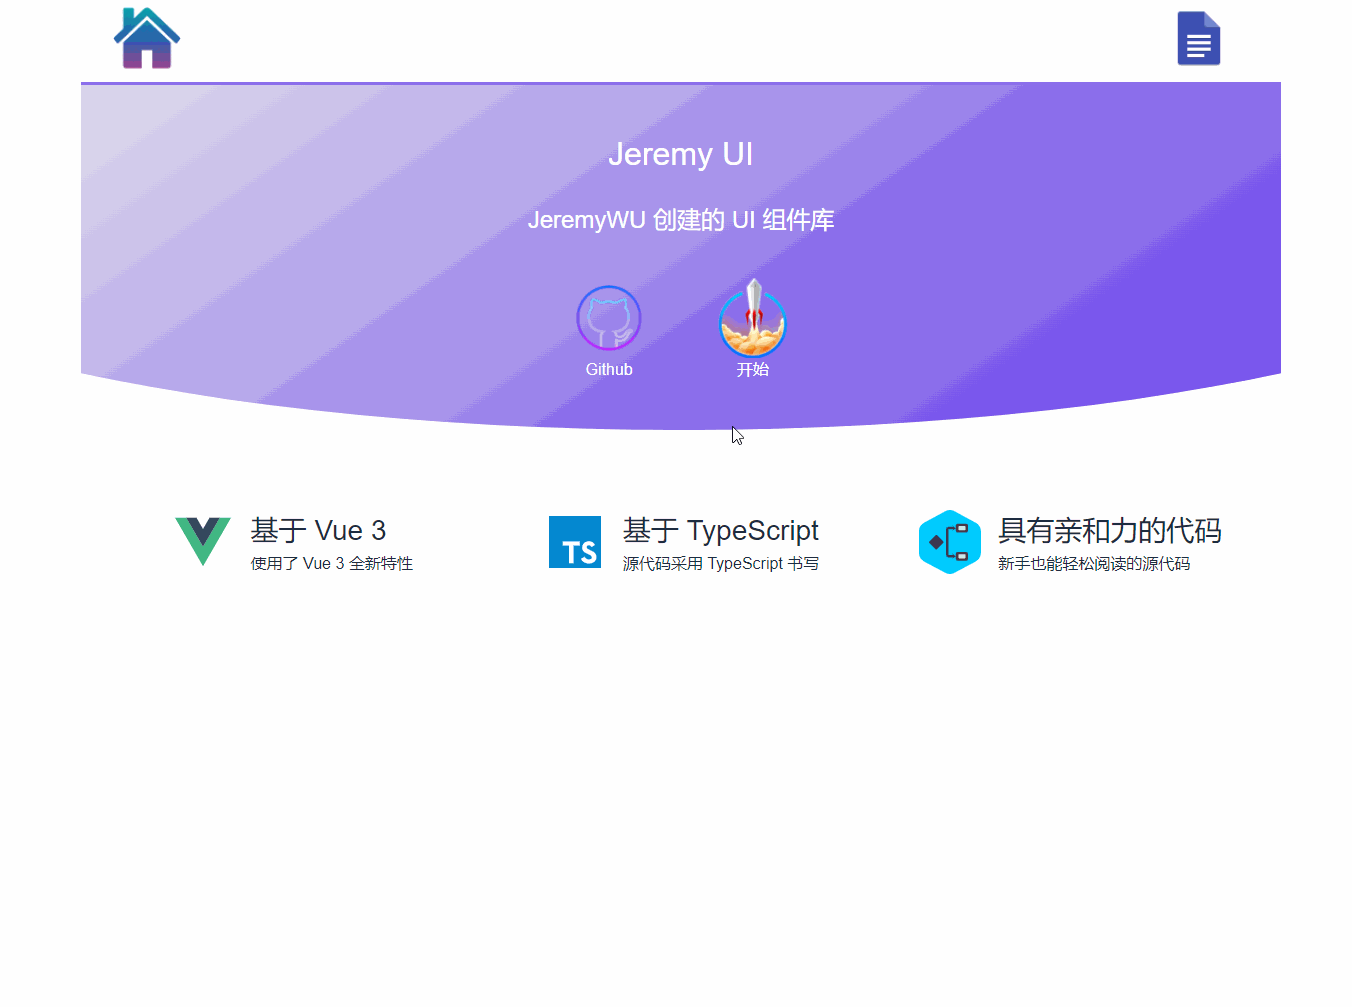 Jeremy UI
JeremyWU 创建的 UI 组件库
Github
开始
基于 Vue 3
使用了 Vue 3 全新特性
TS
基于 TypeScript
源代码采用 TypeScript 书写
具有亲和力的代码
新手也能轻松阅读的源代码